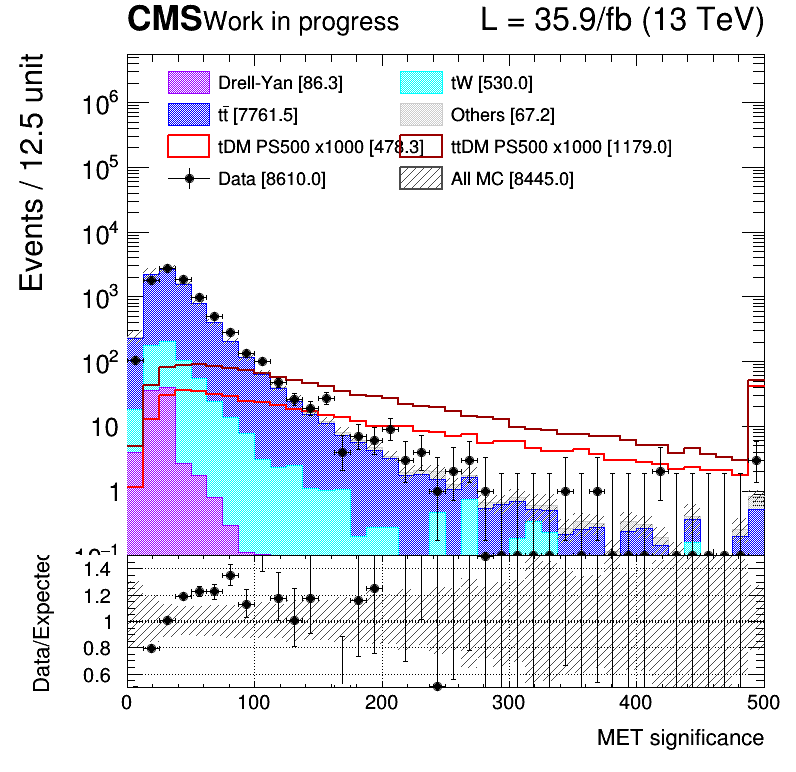 CMS Work in progress L = 35.9/fb (13 TeV)
Events / 12.5 unit
Drell-Yan [86.3] tW [530.0]
tt̄ [7761.5] Others [67.2]
tDM PS500 x1000 [478.3] ttDM PS500 x1000 [1179.0]
Data [8610.0] All MC [8445.0]
10⁶
10⁵
10⁴
10³
10²
10
1
10⁻¹
Data/Expected
1.4
1.2
1
0.8
0.6
0 100 200 300 400 500
MET significance